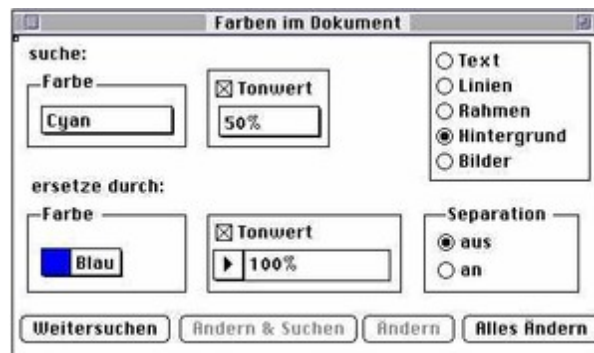 Farben im Dokument
suche:
Farbe
Cyan
Tonwert
50%
Text
Linien
Rahmen
Hintergrund
Bilder
ersetze durch:
Farbe
Blau
Tonwert
100%
Separation
aus
an
Weitersuchen
Ändern & Suchen
Ändern
Alles Ändern